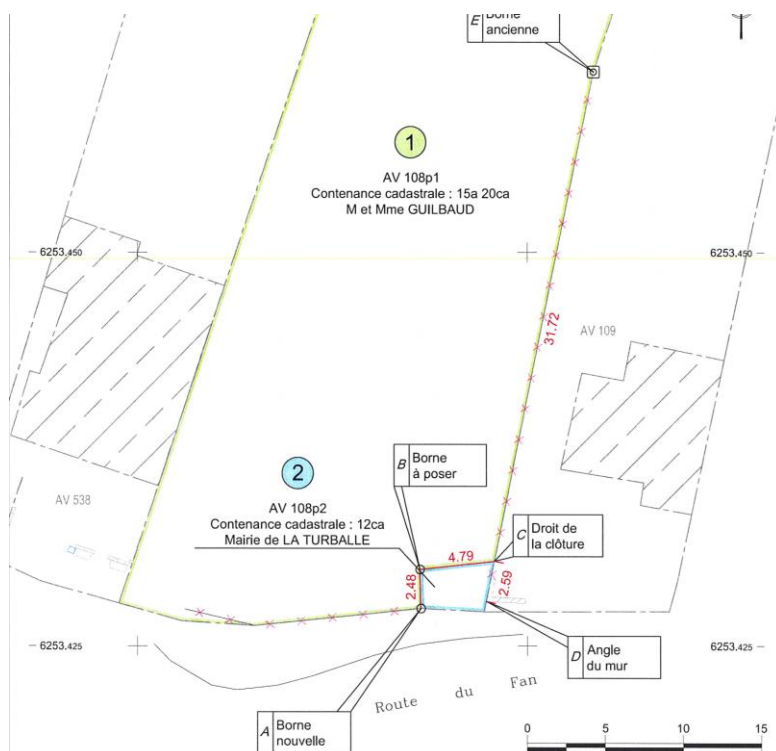 E
Borne
ancienne
1
AV 108p1
Contenance cadastrale : 15a 20ca
M et Mme GUILBAUD
6253.450
6253.450
31.72
AV 109
B
Borne
à poser
2
AV 108p2
Contenance cadastrale : 12ca
Mairie de LA TURBALLE
AV 538
C
Droit de
la clôture
4.79
2.48
2.59
6253.425
6253.425
D
Angle
du mur
Route du Fan
A
Borne
nouvelle
0 5 10 15